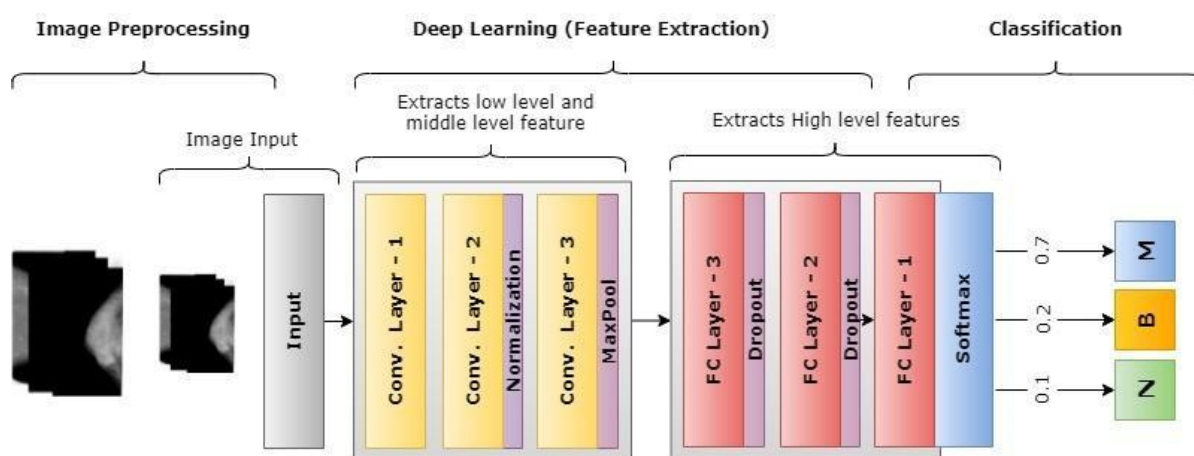 Image Preprocessing
Deep Learning (Feature Extraction)
Classification
Extracts low level and
middle level feature
Extracts High level features
Image Input
Input
Conv. Layer - 1
Conv. Layer - 2
Normalization
Conv. Layer - 3
MaxPool
FC Layer - 3
Dropout
FC Layer - 2
Dropout
FC Layer - 1
Softmax
0.7
M
0.2
B
0.1
N